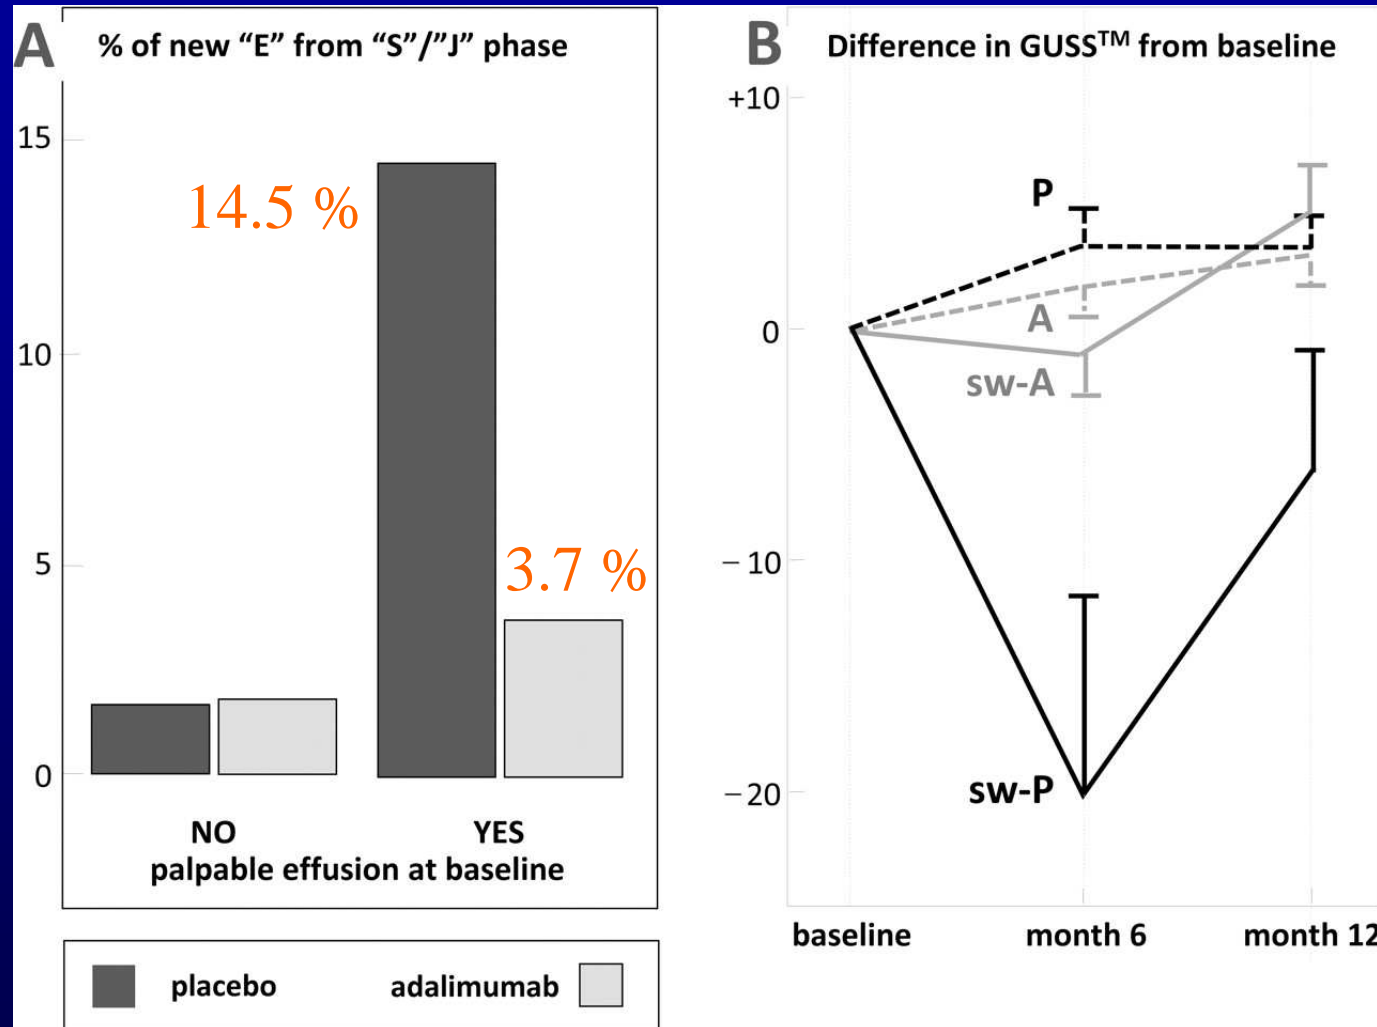 A
% of new “E” from “S”/”J” phase
15
10
5
0
14.5 %
3.7 %
NO
YES
palpable effusion at baseline
placebo
adalimumab
B
Difference in GUSS™ from baseline
+10
0
−10
−20
P
A
sw-A
sw-P
baseline
month 6
month 12